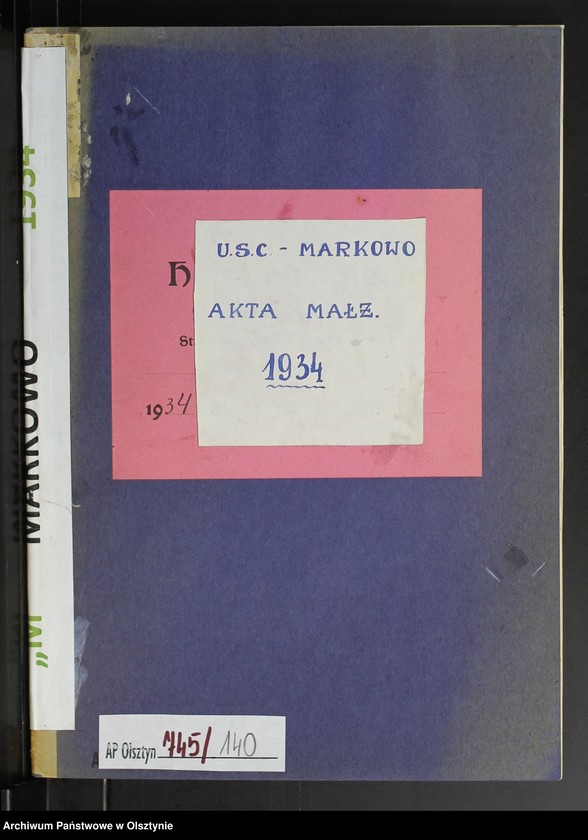 U.S.C. - MARKOWO
AKTA MAŁŻ.
1934
H
St
1934
„M" MARKOWO 1934
AP Olsztyn 745/140
Archiwum Państwowe w Olsztynie